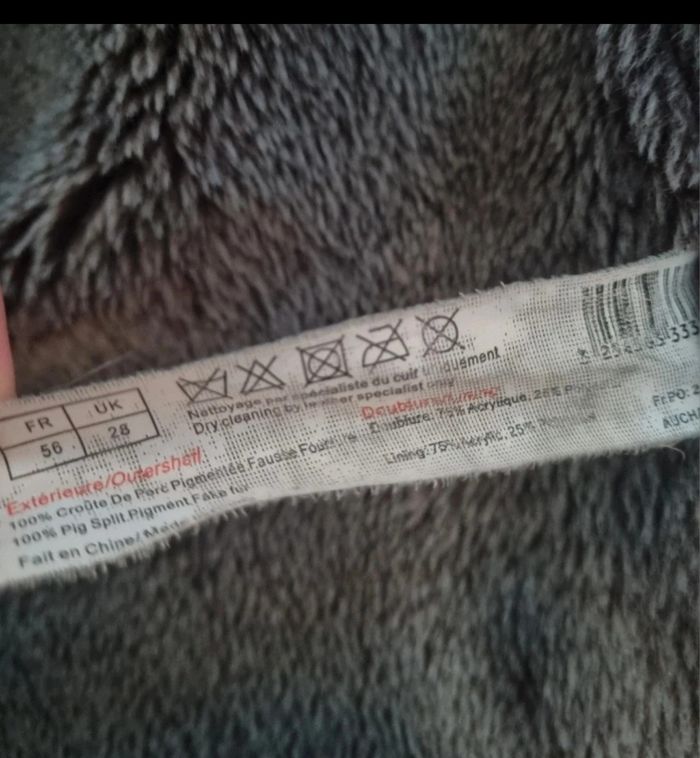 FR UK
56 28
Nettoyage par spécialiste du cuir uniquement
Dry cleaning by leather specialist only
Extérieure/Outershell:
100% Croûte De Porc Pigmentée Fausse Fourrure
100% Pig Split Pigment Fake fur
Fait en Chine/ Made
Doublure/Lining:
Doublure: 75% Acrylique, 25%
Lining: 75% Acrylic, 25%